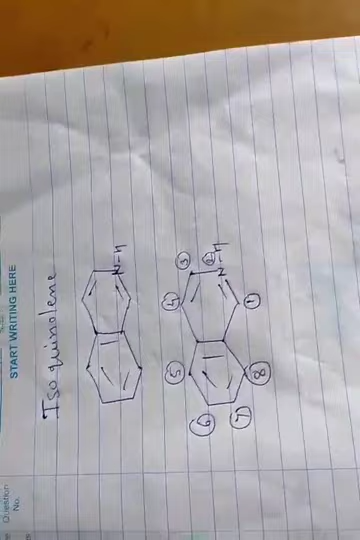 Question No.
START WRITING HERE
Isoquinolene
N-H
④ ③ ② N-H
⑤ ①
⑥ ⑦ ⑧